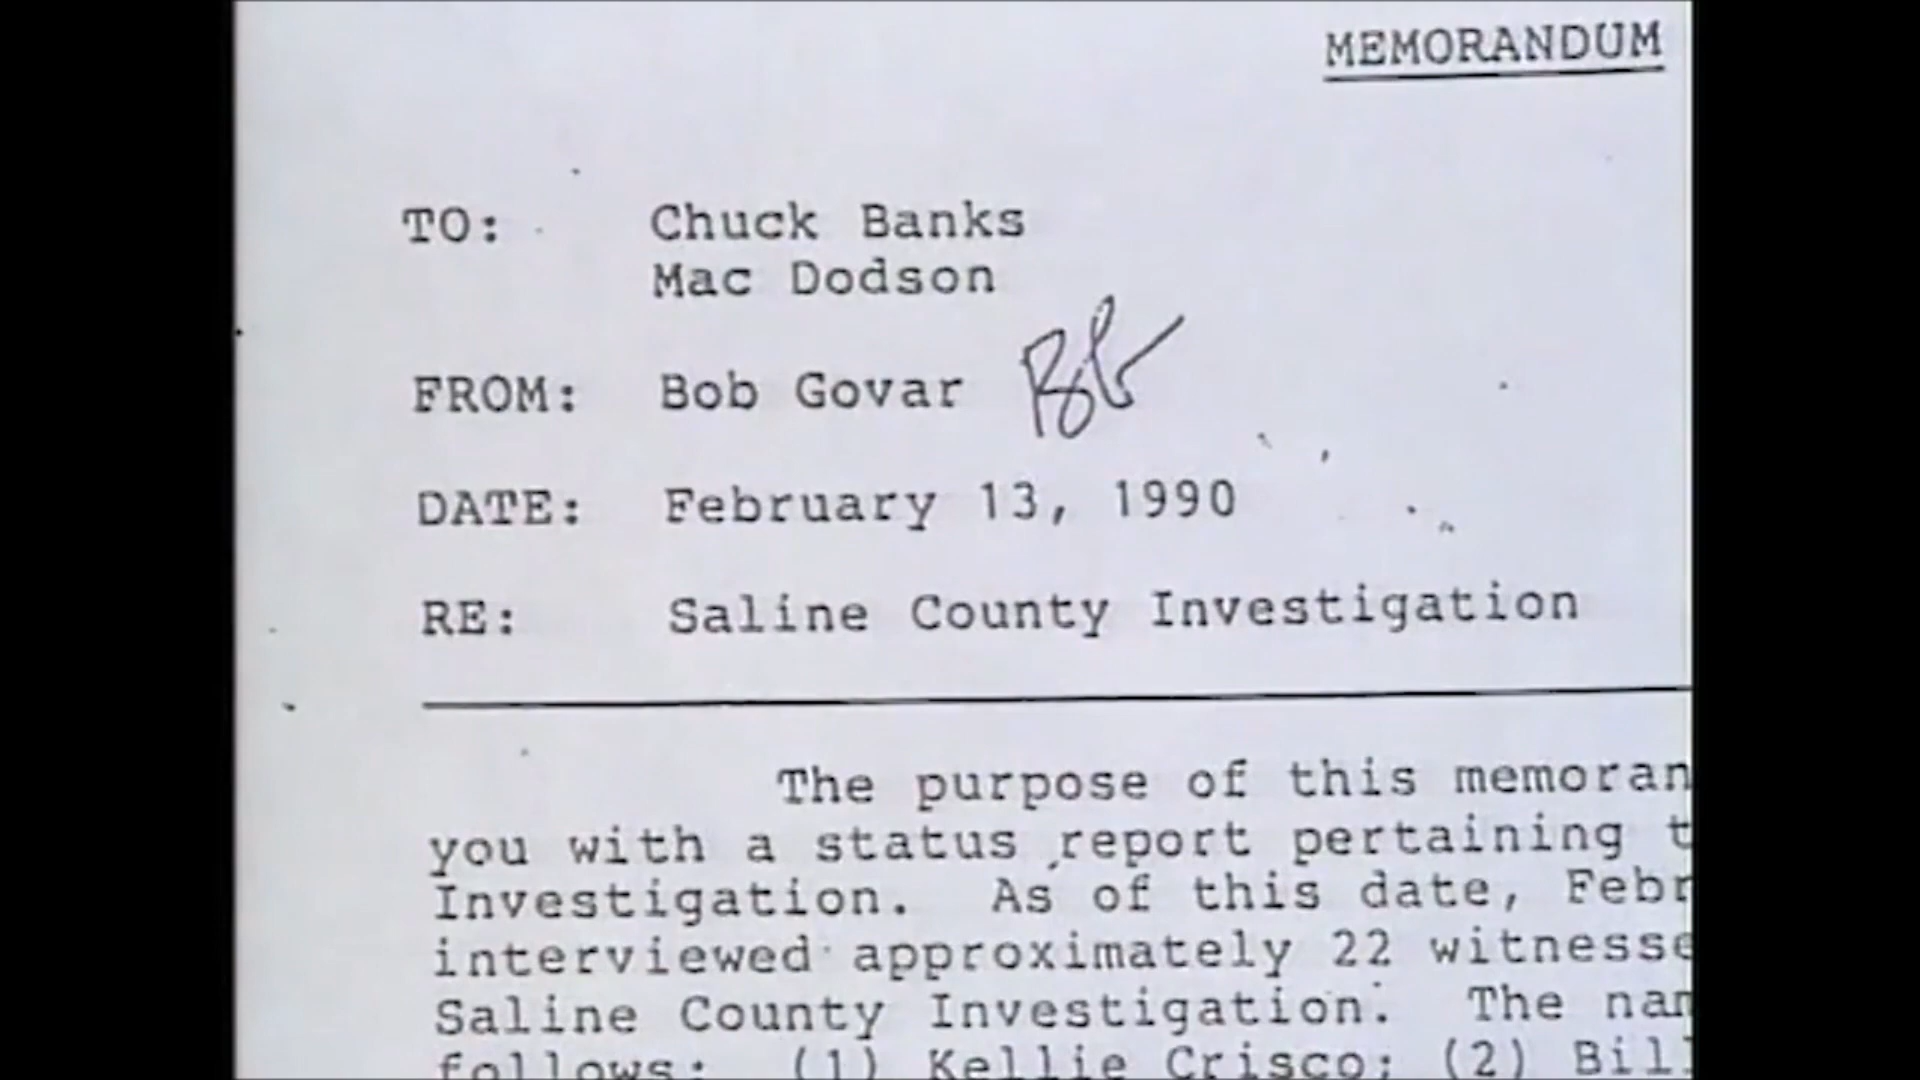 MEMORANDUM
TO: Chuck Banks
Mac Dodson
FROM: Bob Govar Bob
DATE: February 13, 1990
RE: Saline County Investigation
The purpose of this memoran
you with a status report pertaining t
Investigation. As of this date, Febr
interviewed approximately 22 witnesse
Saline County Investigation. The nam
follows: (1) Kellie Crisco; (2) Bill